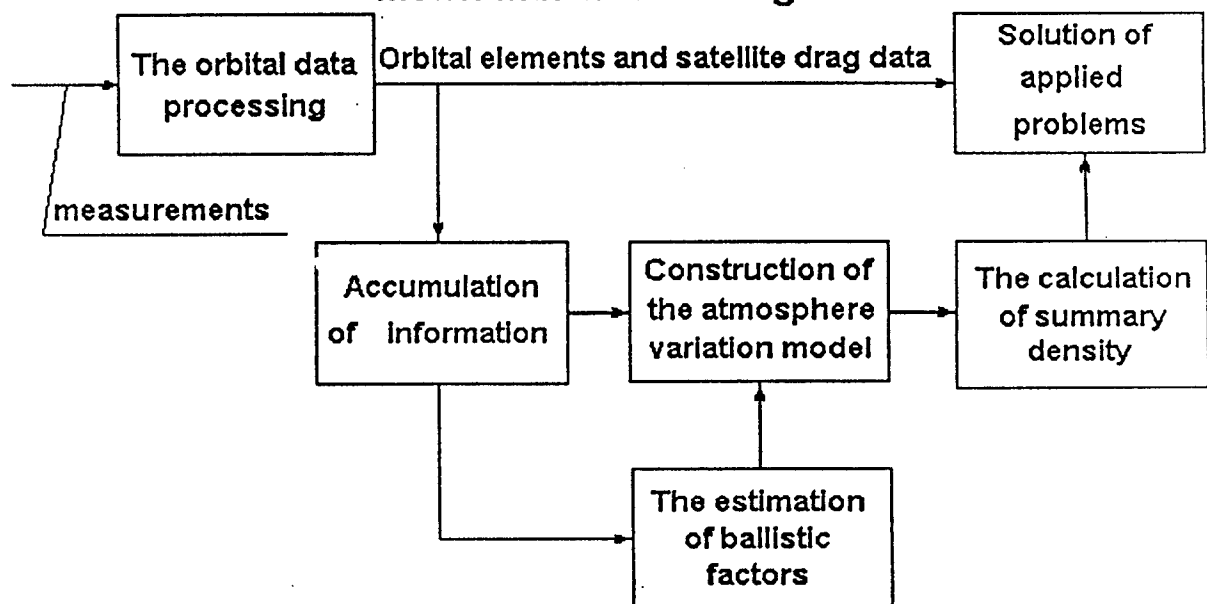 The orbital data
processing
Orbital elements and satellite drag data
Solution of
applied
problems
measurements
Accumulation
of information
Construction of
the atmosphere
variation model
The calculation
of summary
density
The estimation
of ballistic
factors